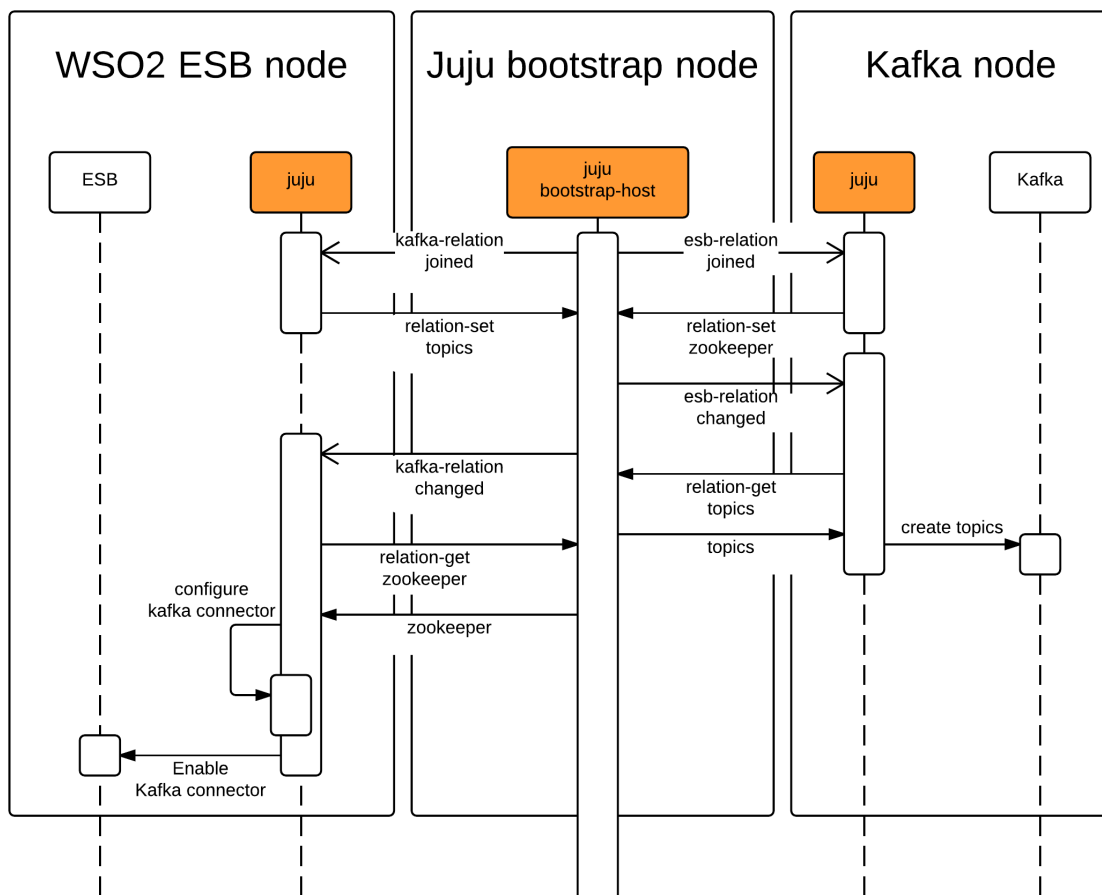 WSO2 ESB node
Juju bootstrap node
Kafka node
ESB
juju
juju
bootstrap-host
juju
Kafka
kafka-relation
joined
esb-relation
joined
relation-set
topics
relation-set
zookeeper
esb-relation
changed
kafka-relation
changed
relation-get
topics
create topics
topics
relation-get
zookeeper
configure
kafka connector
zookeeper
Enable
Kafka connector